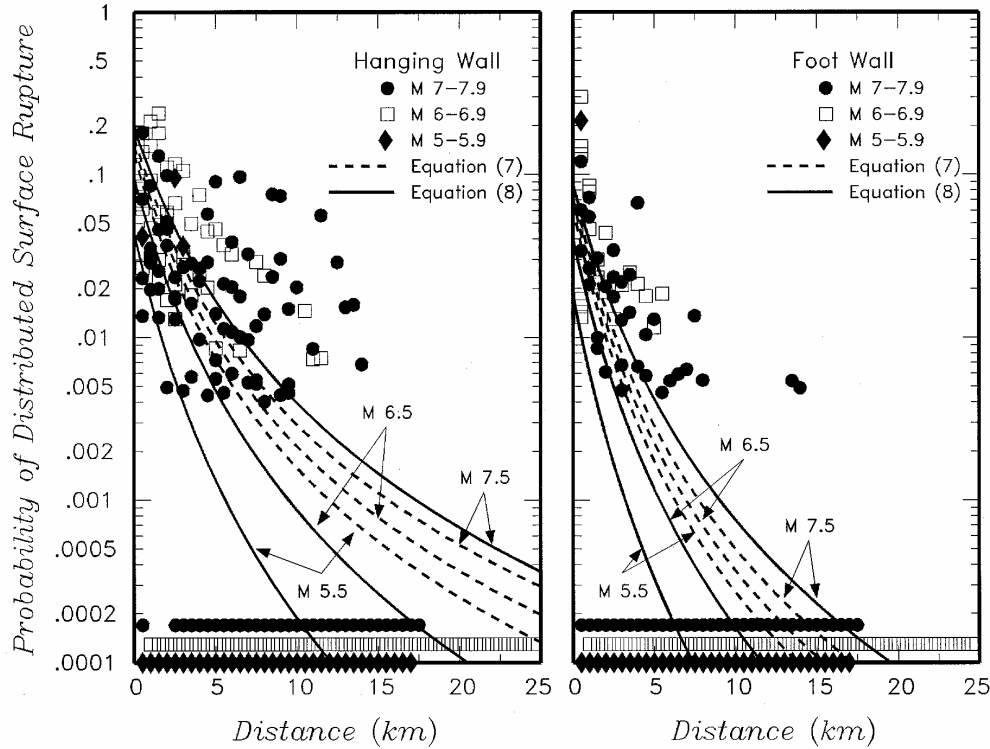 Probability of Distributed Surface Rupture
1
.5
.2
.1
.05
.02
.01
.005
.002
.001
.0005
.0002
.0001
Hanging Wall
M 7-7.9
M 6-6.9
M 5-5.9
Equation (7)
Equation (8)
M 6.5
M 7.5
M 5.5
0 5 10 15 20 25
Distance (km)
Foot Wall
M 7-7.9
M 6-6.9
M 5-5.9
Equation (7)
Equation (8)
M 6.5
M 7.5
M 5.5
0 5 10 15 20 25
Distance (km)